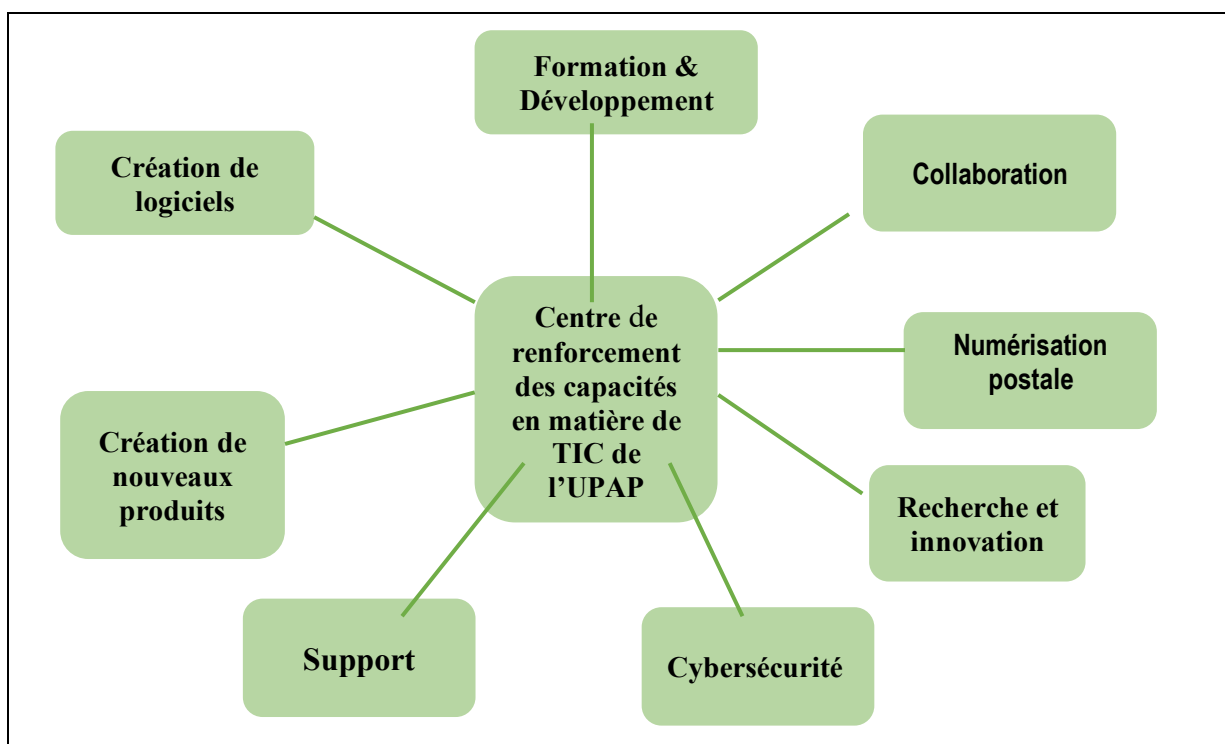 Formation &
Développement
Création de
logiciels
Collaboration
Centre de
renforcement
des capacités
en matière de
TIC de
l’UPAP
Numérisation
postale
Création de
nouveaux
produits
Recherche et
innovation
Support
Cybersécurité